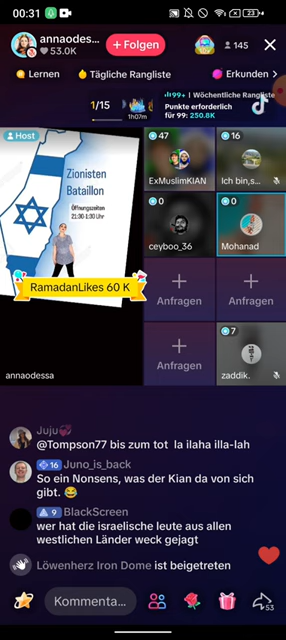 00:31
23
annaodes...
53.0K
+ Folgen
145
Lernen
Tägliche Rangliste
Erkunden
1/15
1h07m
99+ | Wöchentliche Rangliste
Punkte erforderlich
für 99: 250.8K
Host
Zionisten
Bataillon
Öffnungszeiten
21:30-1:30 Uhr
RamadanLikes 60 K
annaodessa
47
ExMuslimKIAN
16
Ich bin,s...
0
ceyboo_36
0
Mohanad
Anfragen
Anfragen
Anfragen
7
zaddik.
Juju
@Tompson77 bis zum tot la ilaha illa-lah
16 Juno_is_back
So ein Nonsens, was der Kian da von sich
gibt. 😂
9 BlackScreen
wer hat die israelische leute aus allen
westlichen Länder weck gejagt
Löwenherz Iron Dome ist beigetreten
Kommenta...
53